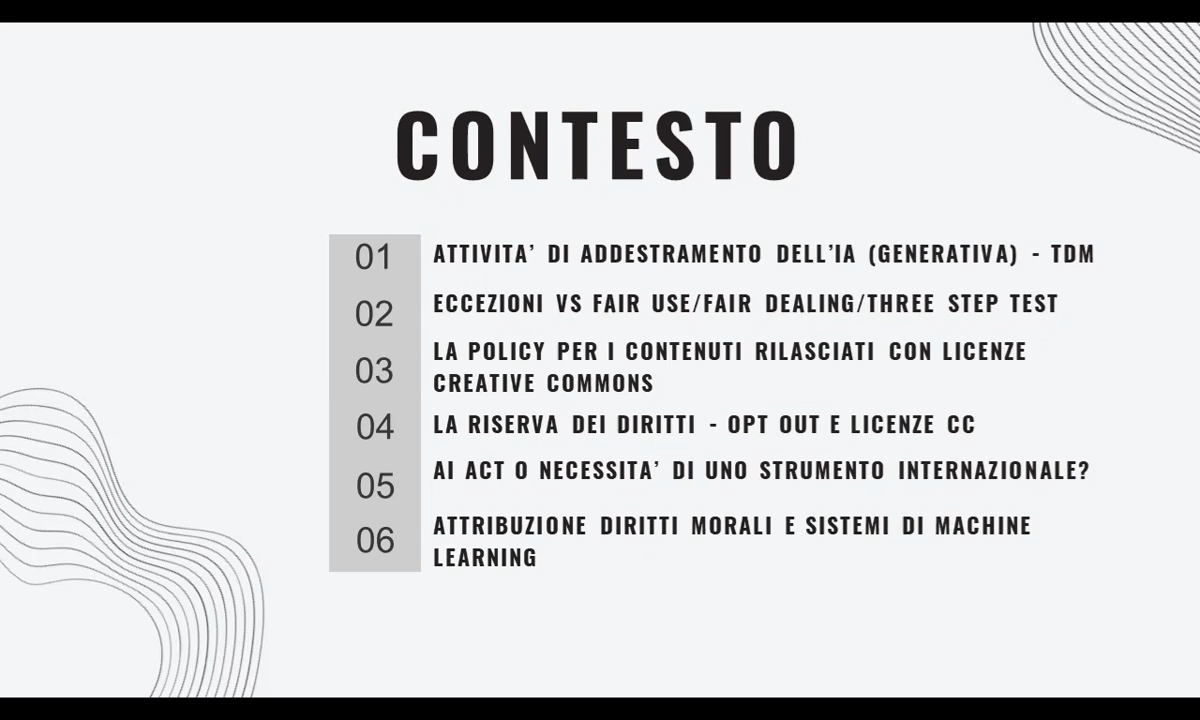 CONTESTO
01 ATTIVITA’ DI ADDESTRAMENTO DELL’IA (GENERATIVA) - TDM
02 ECCEZIONI VS FAIR USE/FAIR DEALING/THREE STEP TEST
03 LA POLICY PER I CONTENUTI RILASCIATI CON LICENZE
CREATIVE COMMONS
04 LA RISERVA DEI DIRITTI - OPT OUT E LICENZE CC
05 AI ACT O NECESSITA’ DI UNO STRUMENTO INTERNAZIONALE?
06 ATTRIBUZIONE DIRITTI MORALI E SISTEMI DI MACHINE
LEARNING